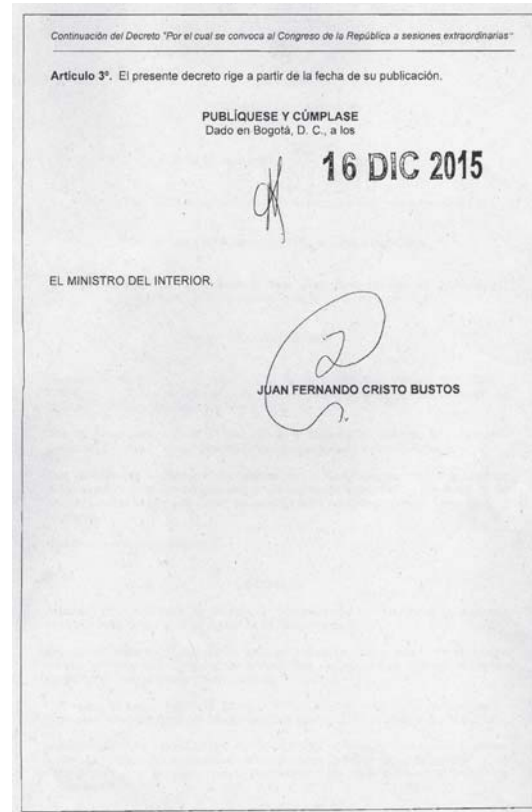 Continuación del Decreto "Por el cual se convoca al Congreso de la República a sesiones extraordinarias"
Artículo 3º. El presente decreto rige a partir de la fecha de su publicación.
PUBLÍQUESE Y CÚMPLASE
Dado en Bogotá, D. C., a los
16 DIC 2015
EL MINISTRO DEL INTERIOR,
JUAN FERNANDO CRISTO BUSTOS